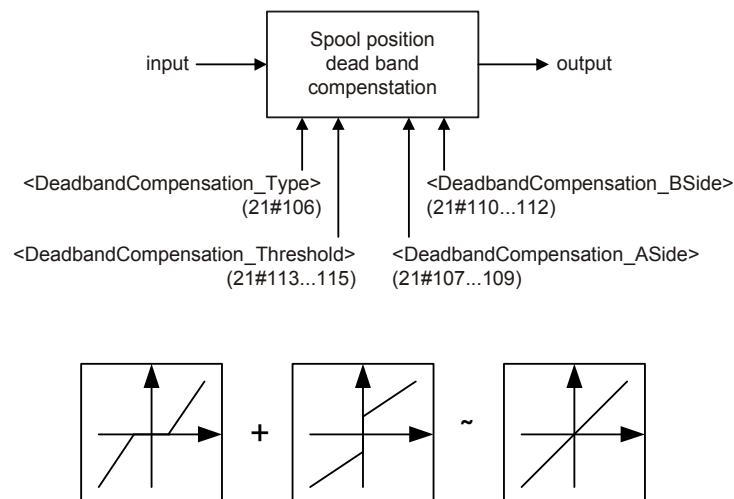 Spool position
dead band
compenstation
input
output
<DeadbandCompensation_Type>
(21#106)
<DeadbandCompensation_BSide>
(21#110...112)
<DeadbandCompensation_Threshold>
(21#113...115)
<DeadbandCompensation_ASide>
(21#107...109)
+
~